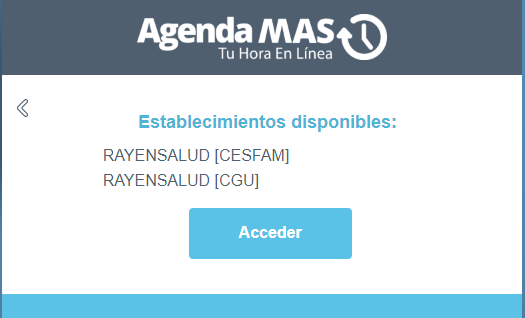 Agenda MAS
Tu Hora En Línea
Establecimientos disponibles:
RAYENSALUD [CESFAM]
RAYENSALUD [CGU]
Acceder